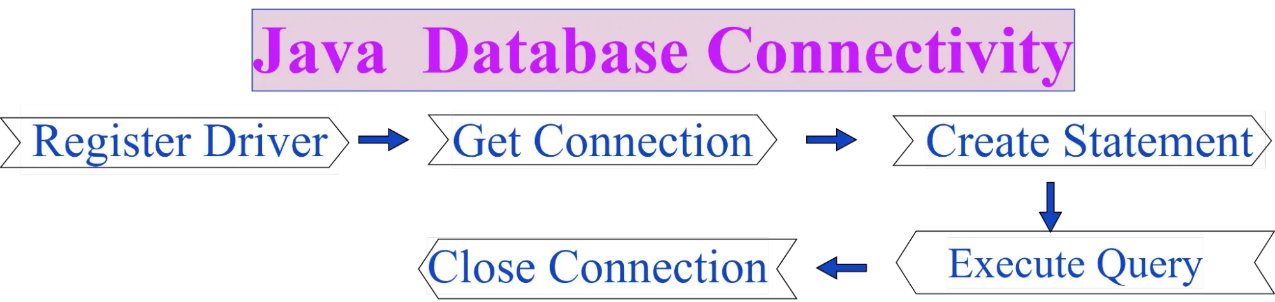 Java Database Connectivity
Register Driver
Get Connection
Create Statement
Execute Query
Close Connection